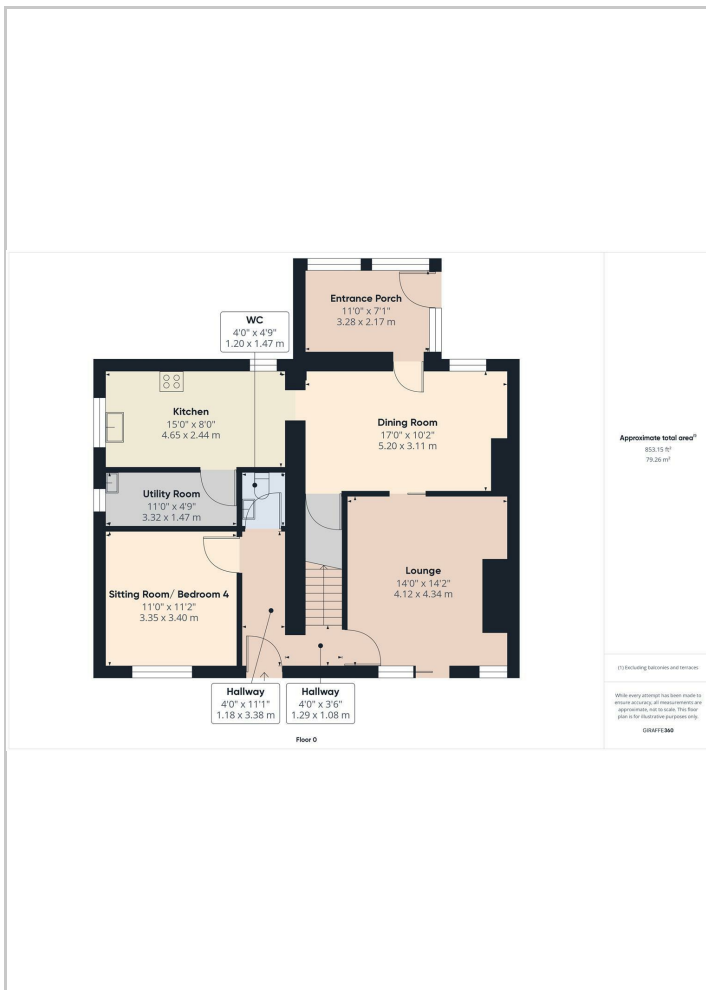 Entrance Porch
11'0" x 7'1"
3.28 x 2.17 m
WC
4'0" x 4'9"
1.20 x 1.47 m
Kitchen
15'0" x 8'0"
4.65 x 2.44 m
Dining Room
17'0" x 10'2"
5.20 x 3.11 m
Utility Room
11'0" x 4'9"
3.32 x 1.47 m
Sitting Room/ Bedroom 4
11'0" x 11'2"
3.35 x 3.40 m
Lounge
14'0" x 14'2"
4.12 x 4.34 m
Hallway
4'0" x 11'1"
1.18 x 3.38 m
Hallway
4'0" x 3'6"
1.29 x 1.08 m
Floor 0
Approximate total area⁽¹⁾
853.15 ft²
79.26 m²
(1) Excluding balconies and terraces
While every attempt has been made to
ensure accuracy, all measurements are
approximate, not to scale. This floor
plan is for illustrative purposes only.
GIRAFFE360